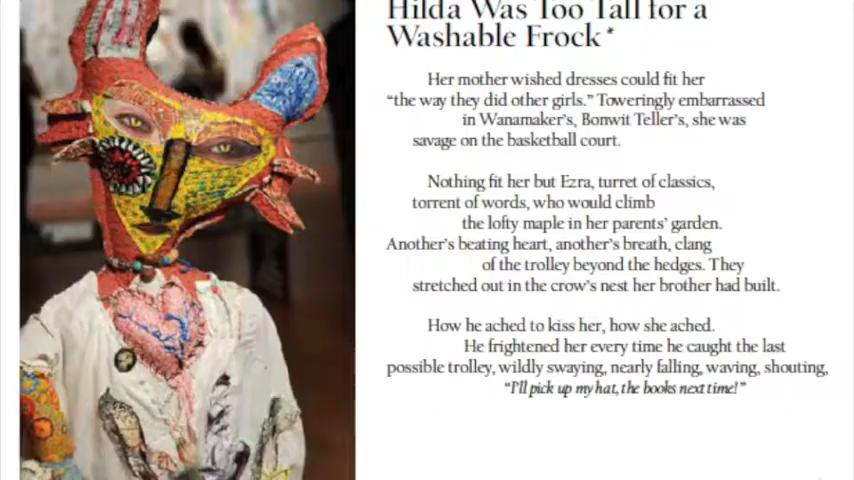 Hilda Was Too Tall for a
Washable Frock*
Her mother wished dresses could fit her
“the way they did other girls.” Toweringly embarrassed
in Wanamaker’s, Bonwit Teller’s, she was
savage on the basketball court.
Nothing fit her but Ezra, turret of classics,
torrent of words, who would climb
the lofty maple in her parents’ garden.
Another’s beating heart, another’s breath, clang
of the trolley beyond the hedges. They
stretched out in the crow’s nest her brother had built.
How he ached to kiss her, how she ached.
He frightened her every time he caught the last
possible trolley, wildly swaying, nearly falling, waving, shouting,
“I’ll pick up my hat, the books next time!”